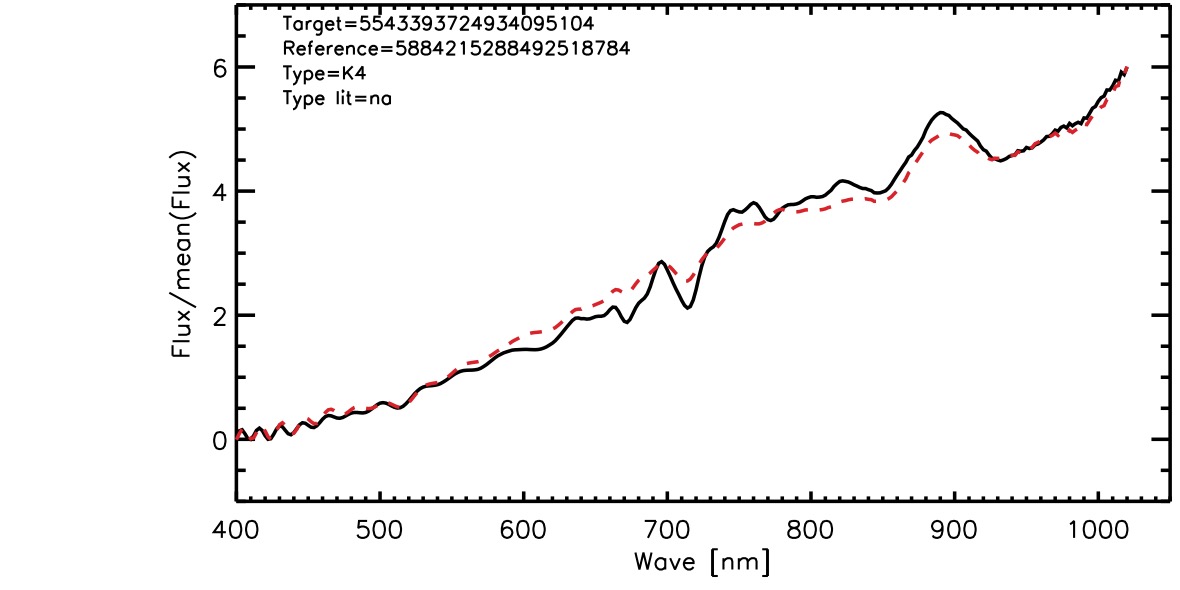 Target=5543393724934095104
Reference=5884215288492518784
Type=K4
Type lit=na
Flux/mean(Flux)
6
4
2
0
400 500 600 700 800 900 1000
Wave [nm]